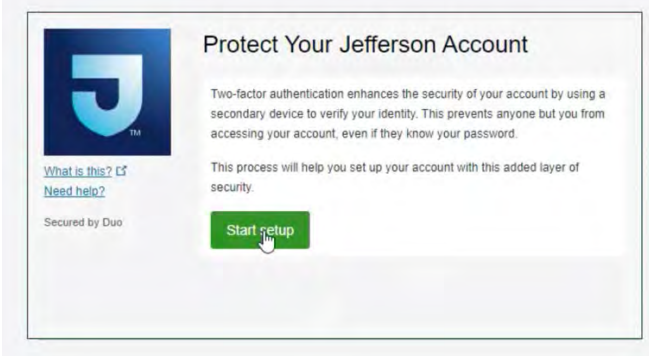 Protect Your Jefferson Account
Two-factor authentication enhances the security of your account by using a
secondary device to verify your identity. This prevents anyone but you from
accessing your account, even if they know your password.
This process will help you set up your account with this added layer of
security.
Start setup
J
TM
What is this?
Need help?
Secured by Duo